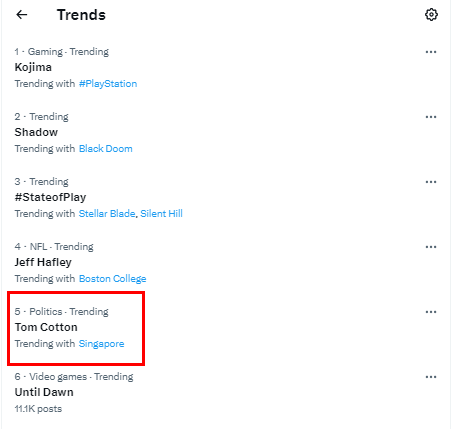 Trends
1 · Gaming · Trending
Kojima
Trending with #PlayStation
2 · Trending
Shadow
Trending with Black Doom
3 · Trending
#StateofPlay
Trending with Stellar Blade, Silent Hill
4 · NFL · Trending
Jeff Hafley
Trending with Boston College
5 · Politics · Trending
Tom Cotton
Trending with Singapore
6 · Video games · Trending
Until Dawn
11.1K posts